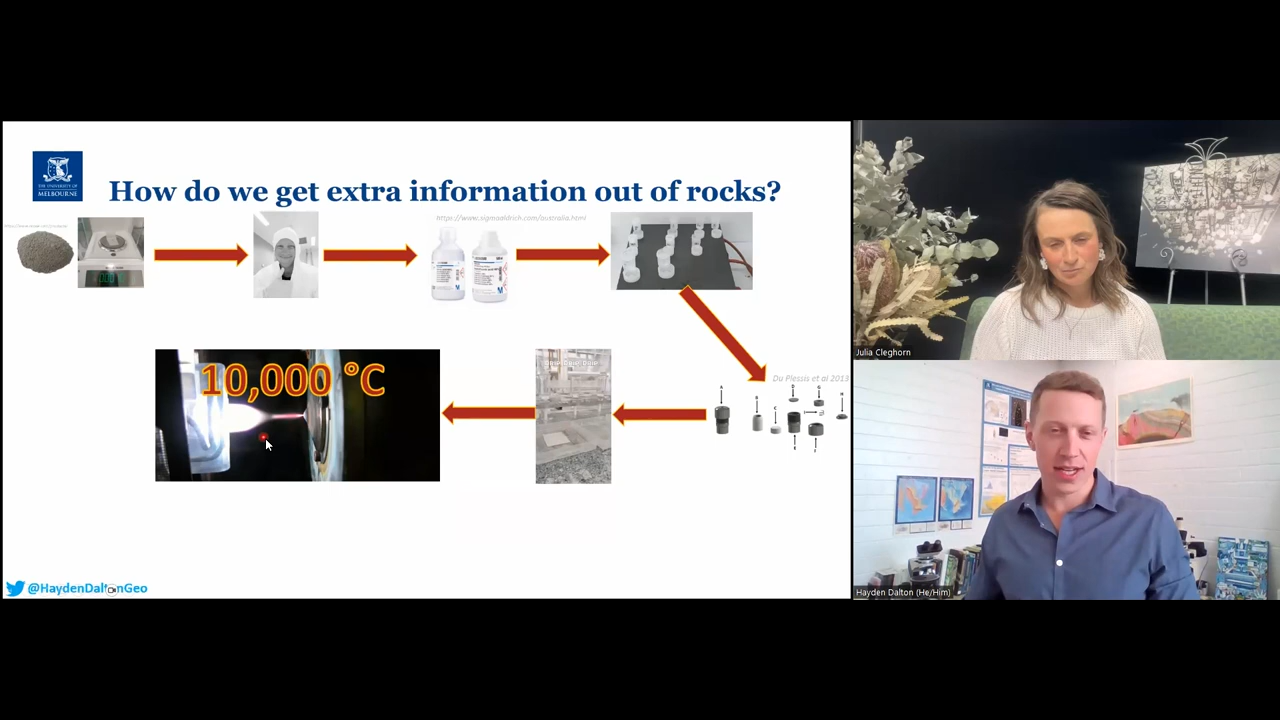 THE UNIVERSITY OF
MELBOURNE
How do we get extra information out of rocks?
https://www.sigmaaldrich.com/australia.html
Du Plessis et al 2013
10,000 °C
@HaydenDaltonGeo
Julia Cleghorn
Hayden Dalton (He/Him)